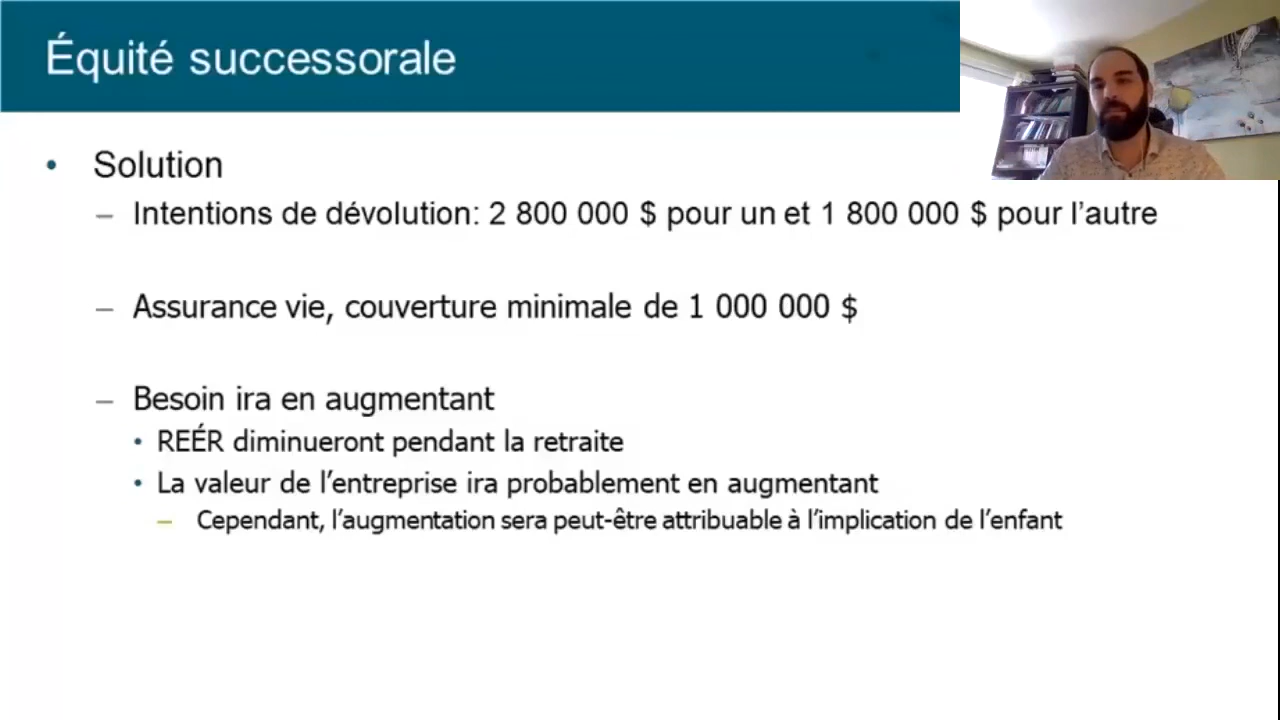 Équité successorale
• Solution
– Intentions de dévolution: 2 800 000 $ pour un et 1 800 000 $ pour l’autre
– Assurance vie, couverture minimale de 1 000 000 $
– Besoin ira en augmentant
• REÉR diminueront pendant la retraite
• La valeur de l’entreprise ira probablement en augmentant
– Cependant, l’augmentation sera peut-être attribuable à l’implication de l’enfant